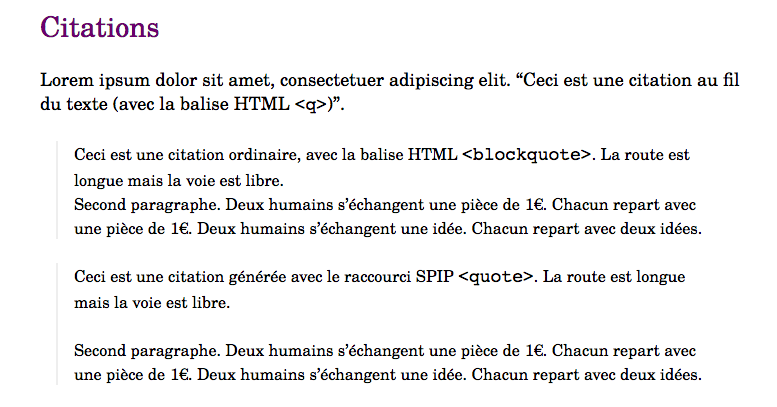 Citations
Lorem ipsum dolor sit amet, consectetuer adipiscing elit. “Ceci est une citation au fil
du texte (avec la balise HTML <q>)”.
Ceci est une citation ordinaire, avec la balise HTML <blockquote>. La route est
longue mais la voie est libre.
Second paragraphe. Deux humains s’échangent une pièce de 1€. Chacun repart avec
une pièce de 1€. Deux humains s’échangent une idée. Chacun repart avec deux idées.
Ceci est une citation générée avec le raccourci SPIP <quote>. La route est longue
mais la voie est libre.
Second paragraphe. Deux humains s’échangent une pièce de 1€. Chacun repart avec
une pièce de 1€. Deux humains s’échangent une idée. Chacun repart avec deux idées.